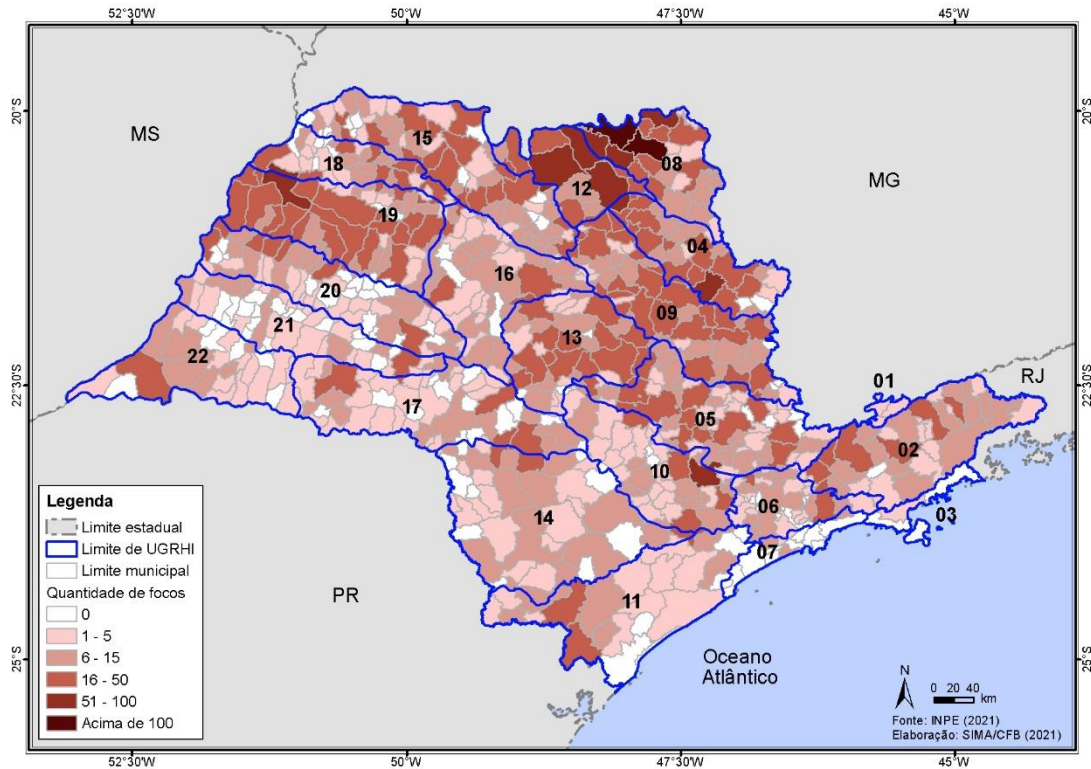 52°30'W
50°W
47°30'W
45°W
20°S
20°S
MS
15
08
18
12
MG
19
04
16
20
09
21
13
22
22°30'S
22°30'S
01
RJ
17
05
02
10
06
03
14
07
PR
11
25°S
25°S
Oceano
Atlântico
Legenda
Limite estadual
Limite de UGRHI
Limite municipal
Quantidade de focos
0
1 - 5
6 - 15
16 - 50
51 - 100
Acima de 100
N
0 20 40
km
Fonte: INPE (2021)
Elaboração: SIMA/CFB (2021)
52°30'W
50°W
47°30'W
45°W